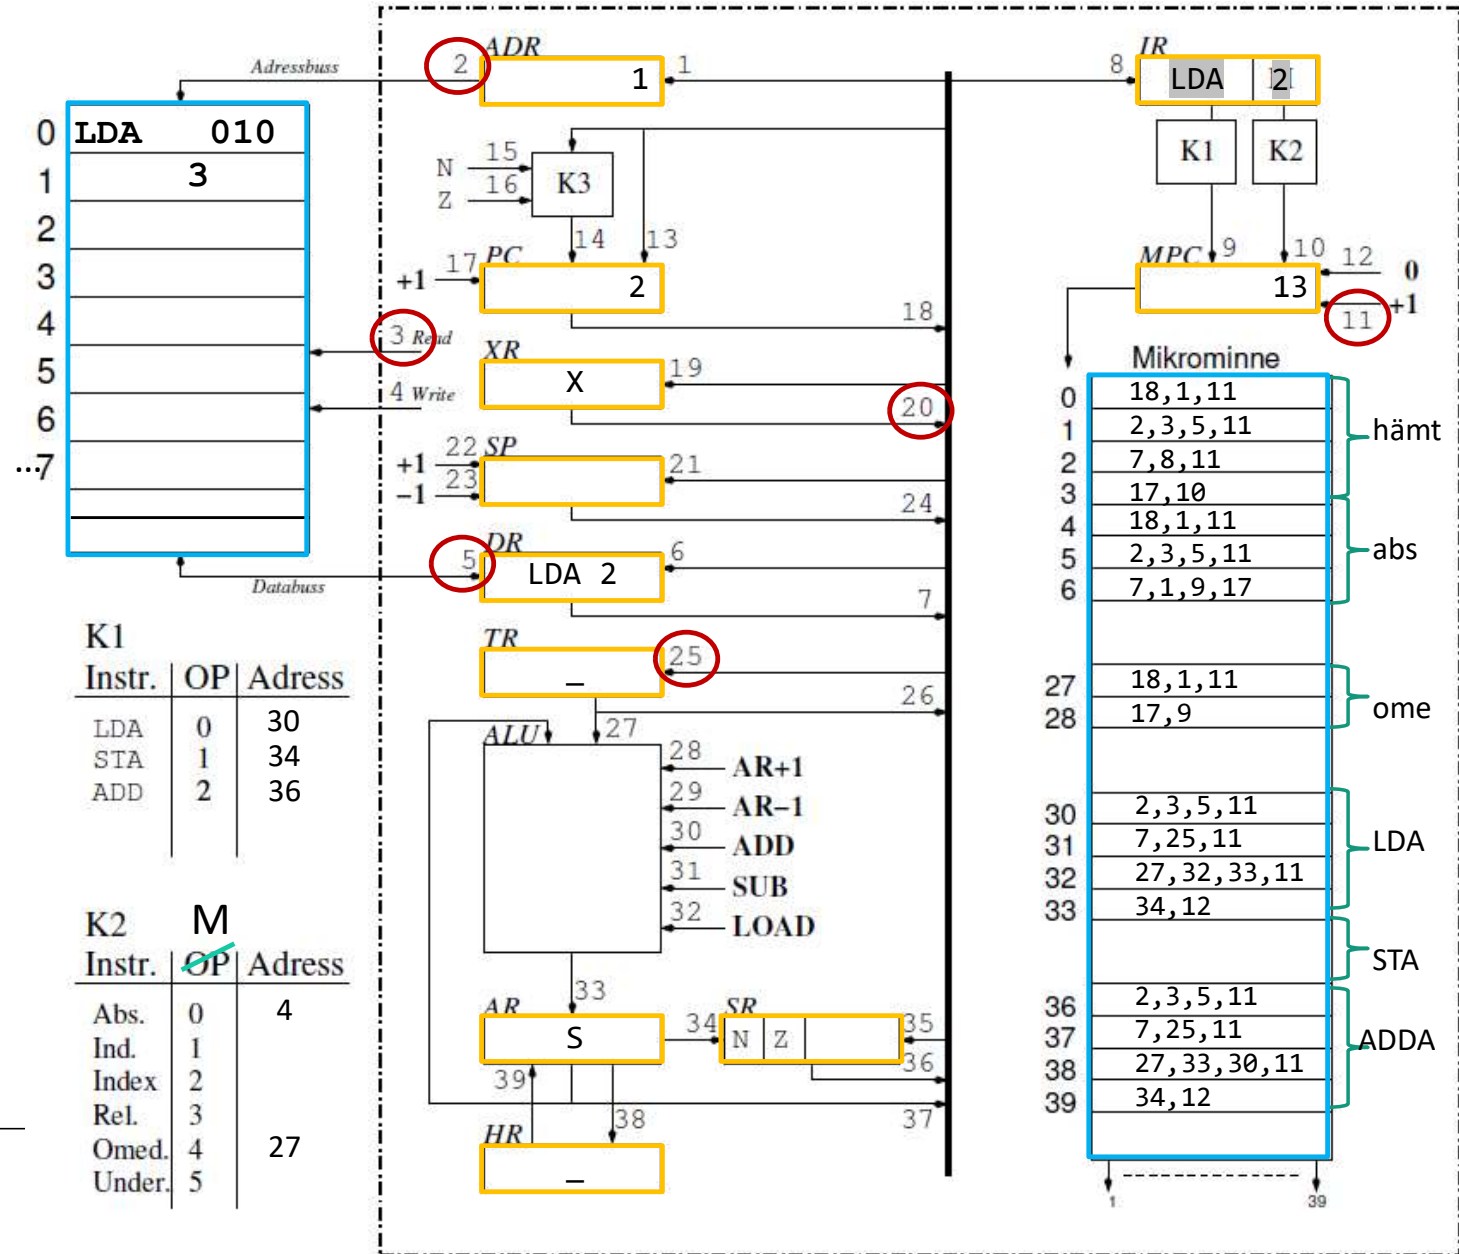 Adressbuss
0 LDA 010
1 3
2
3
4
5
6
...7
Databuss
2 ADR 1 1
N 15
Z 16
K3
14 13
+1 17 PC 2
18
3 Read
4 Write
XR X 19
20
+1 22 SP 21
-1 23
24
5 DR LDA 2 6
7
TR _ 25
26
27
ALU
28 AR+1
29 AR−1
30 ADD
31 SUB
32 LOAD
33
AR S 34 SR N Z 35
36
39 38 37
HR _
8 IR LDA 2
K1 K2
MPC 9 10 12 0
13 11 +1
Mikrominne
0 18,1,11
1 2,3,5,11 hämt
2 7,8,11
3 17,10
4 18,1,11
5 2,3,5,11 abs
6 7,1,9,17
27 18,1,11
28 17,9 ome
30 2,3,5,11
31 7,25,11 LDA
32 27,32,33,11
33 34,12
STA
36 2,3,5,11
37 7,25,11 ADDA
38 27,33,30,11
39 34,12
1 39
K1
Instr. OP Adress
LDA 0 30
STA 1 34
ADD 2 36
K2 M
Instr. OP Adress
Abs. 0 4
Ind. 1
Index 2
Rel. 3
Omed. 4 27
Under. 5